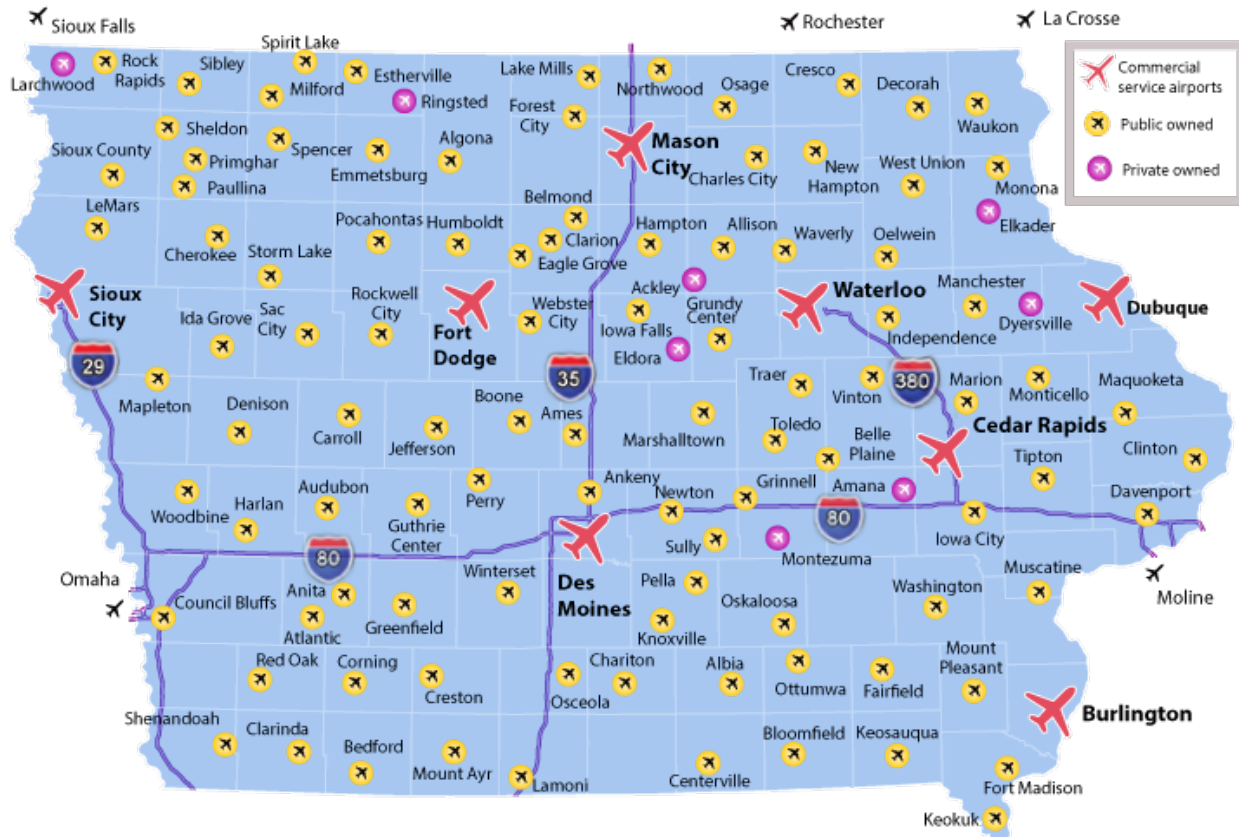 Sioux Falls
Rochester
La Crosse
Commercial
service airports
Public owned
Private owned
Larchwood
Rock
Rapids
Sibley
Spirit Lake
Milford
Estherville
Ringsted
Lake Mills
Forest
City
Northwood
Osage
Cresco
Decorah
Waukon
Sheldon
Sioux County
Primghar
Paullina
Spencer
Emmetsburg
Algona
Mason
City
Charles City
New
Hampton
West Union
Monona
Elkader
LeMars
Cherokee
Storm Lake
Pocahontas
Humboldt
Belmond
Clarion
Eagle Grove
Hampton
Allison
Waverly
Oelwein
Sioux
City
Ida Grove
Sac
City
Rockwell
City
Fort
Dodge
Webster
City
Ackley
Iowa Falls
Eldora
Grundy
Center
Waterloo
Independence
Manchester
Dyersville
Dubuque
29
35
380
Mapleton
Denison
Carroll
Jefferson
Boone
Ames
Marshalltown
Traer
Toledo
Vinton
Belle
Plaine
Marion
Monticello
Maquoketa
Cedar Rapids
Clinton
Tipton
Woodbine
Harlan
Audubon
Guthrie
Center
Perry
Ankeny
Newton
Grinnell
Amana
Iowa City
Davenport
80
80
Sully
Montezuma
Des
Moines
Omaha
Council Bluffs
Anita
Atlantic
Greenfield
Winterset
Pella
Knoxville
Oskaloosa
Washington
Muscatine
Moline
Red Oak
Corning
Creston
Osceola
Chariton
Albia
Ottumwa
Fairfield
Mount
Pleasant
Burlington
Shenandoah
Clarinda
Bedford
Mount Ayr
Lamoni
Centerville
Bloomfield
Keosauqua
Fort Madison
Keokuk